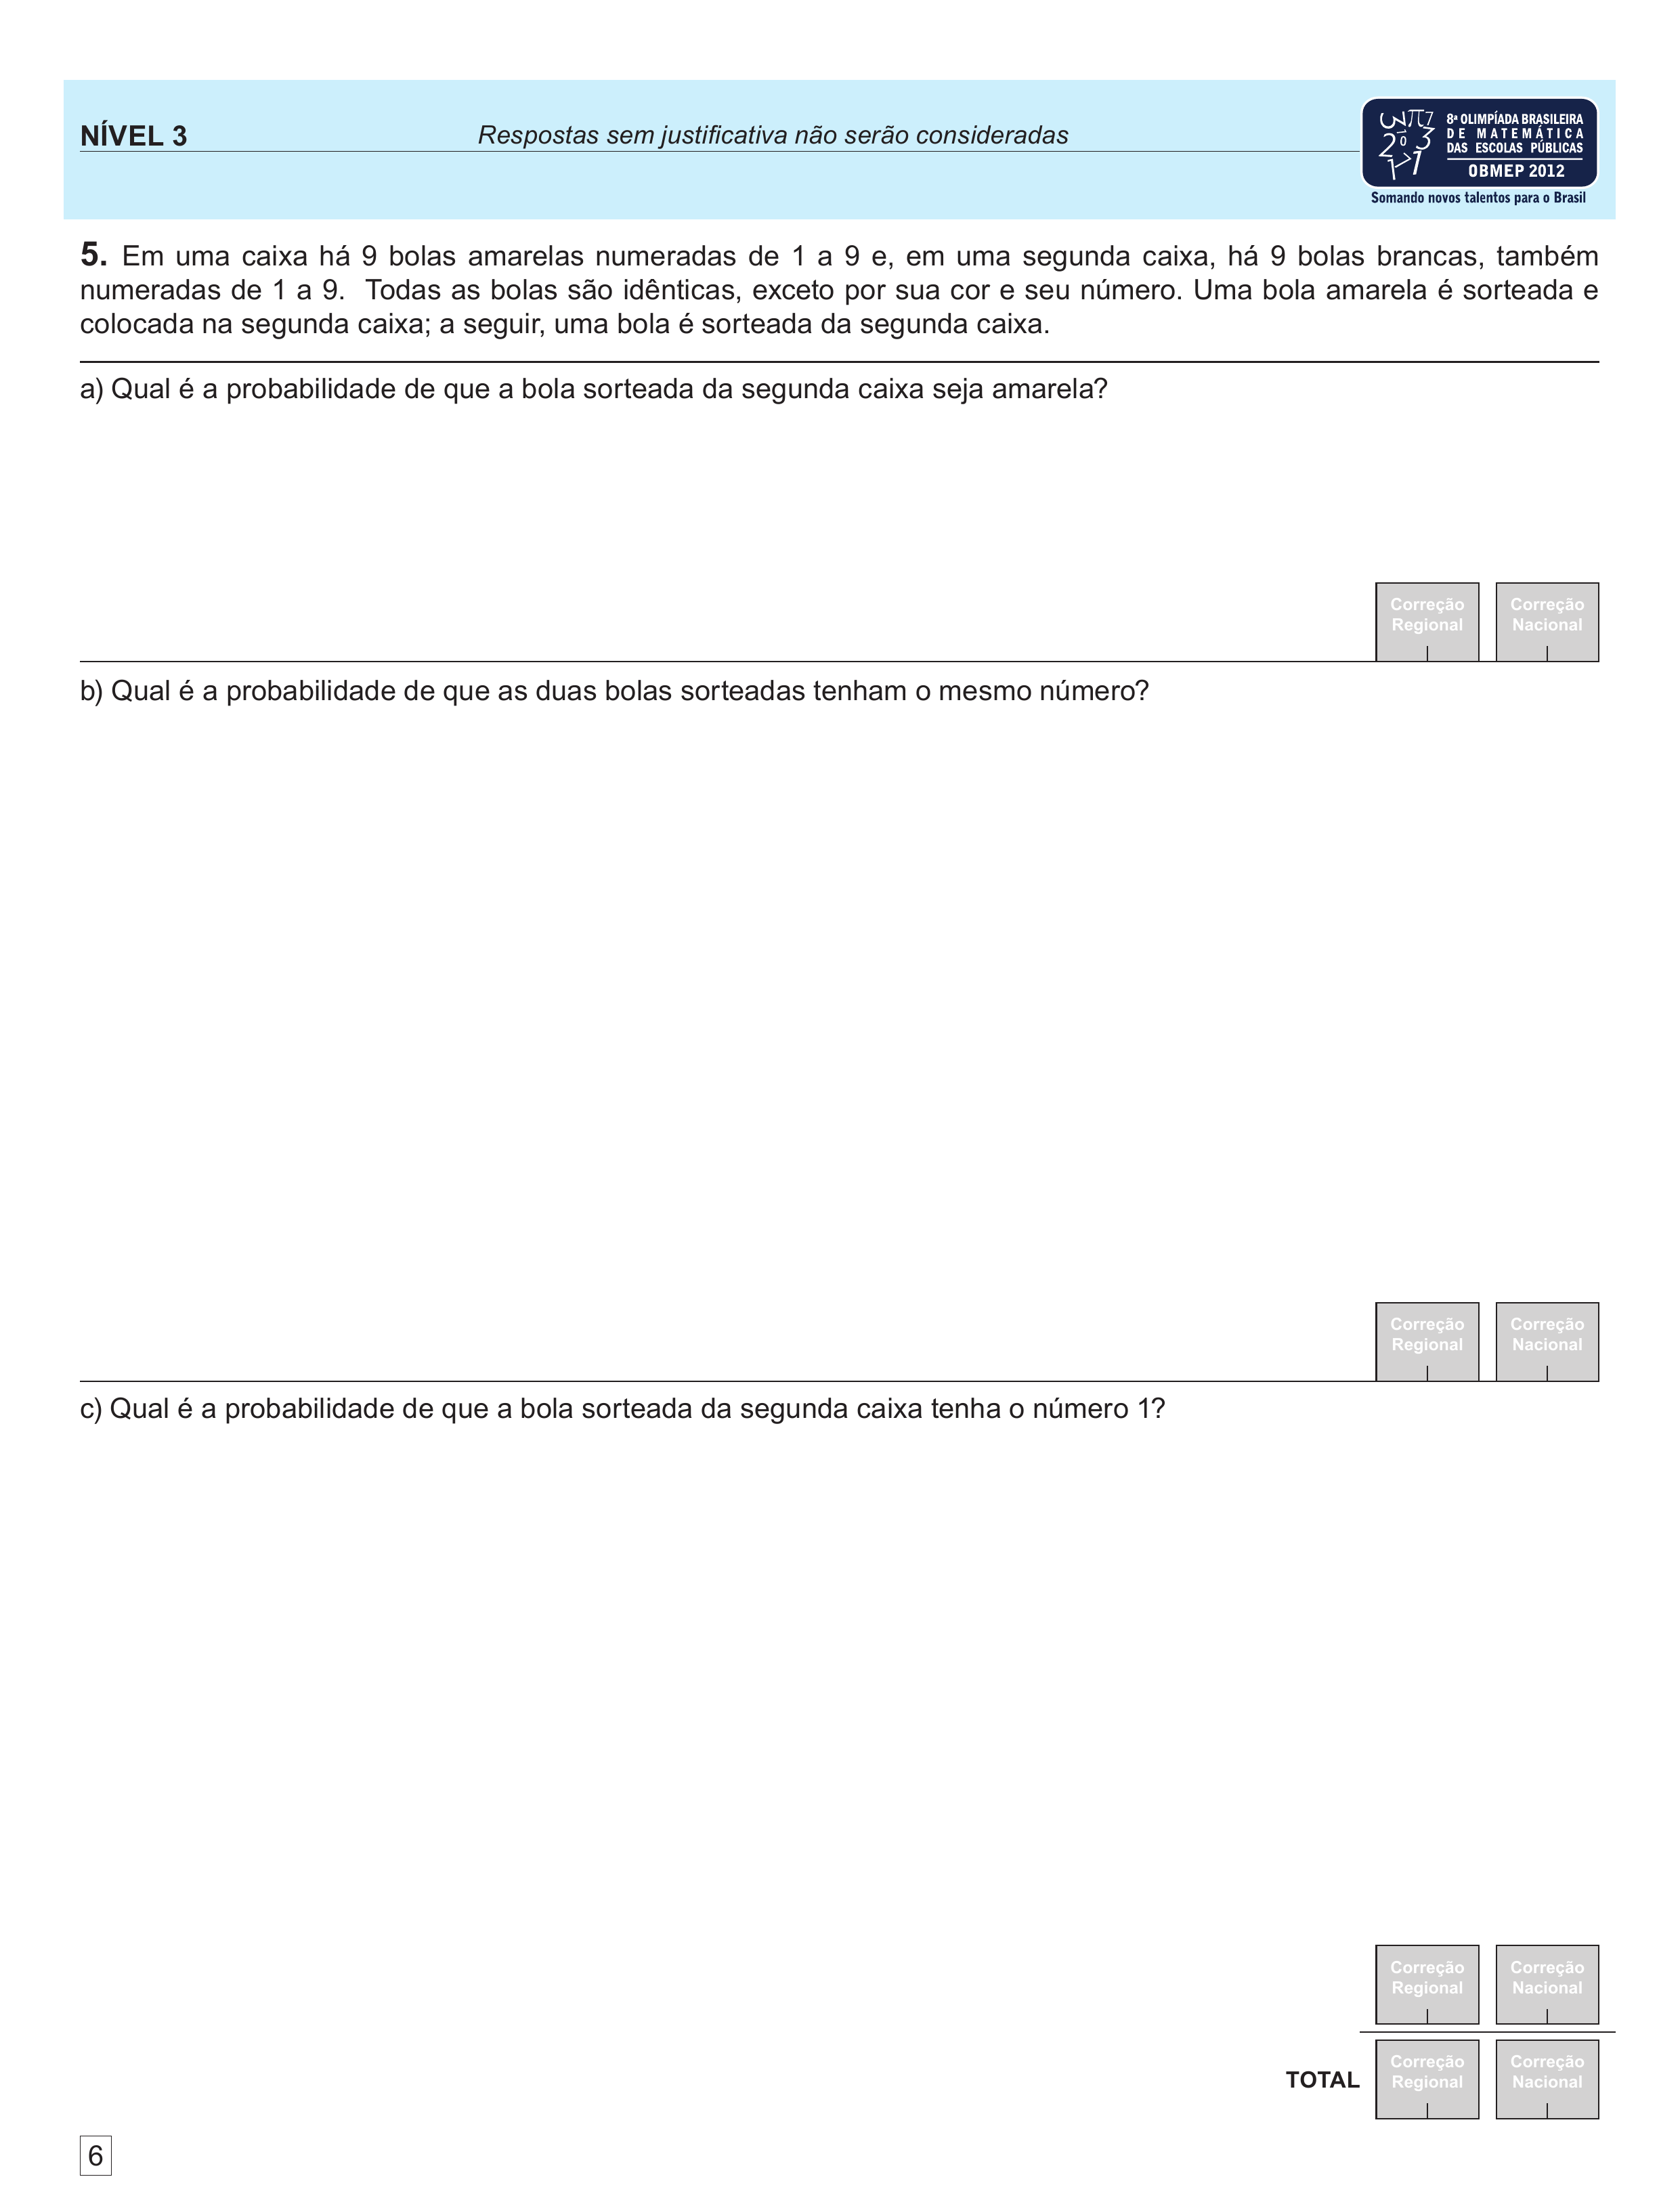 NÍVEL 3
Respostas sem justificativa não serão consideradas
8ª OLIMPÍADA BRASILEIRA
DE MATEMÁTICA
DAS ESCOLAS PÚBLICAS
OBMEP 2012
Somando novos talentos para o Brasil
5. Em uma caixa há 9 bolas amarelas numeradas de 1 a 9 e, em uma segunda caixa, há 9 bolas brancas, também
numeradas de 1 a 9. Todas as bolas são idênticas, exceto por sua cor e seu número. Uma bola amarela é sorteada e
colocada na segunda caixa; a seguir, uma bola é sorteada da segunda caixa.
a) Qual é a probabilidade de que a bola sorteada da segunda caixa seja amarela?
Correção
Regional
Correção
Nacional
b) Qual é a probabilidade de que as duas bolas sorteadas tenham o mesmo número?
Correção
Regional
Correção
Nacional
c) Qual é a probabilidade de que a bola sorteada da segunda caixa tenha o número 1?
Correção
Regional
Correção
Nacional
TOTAL
Correção
Regional
Correção
Nacional
6